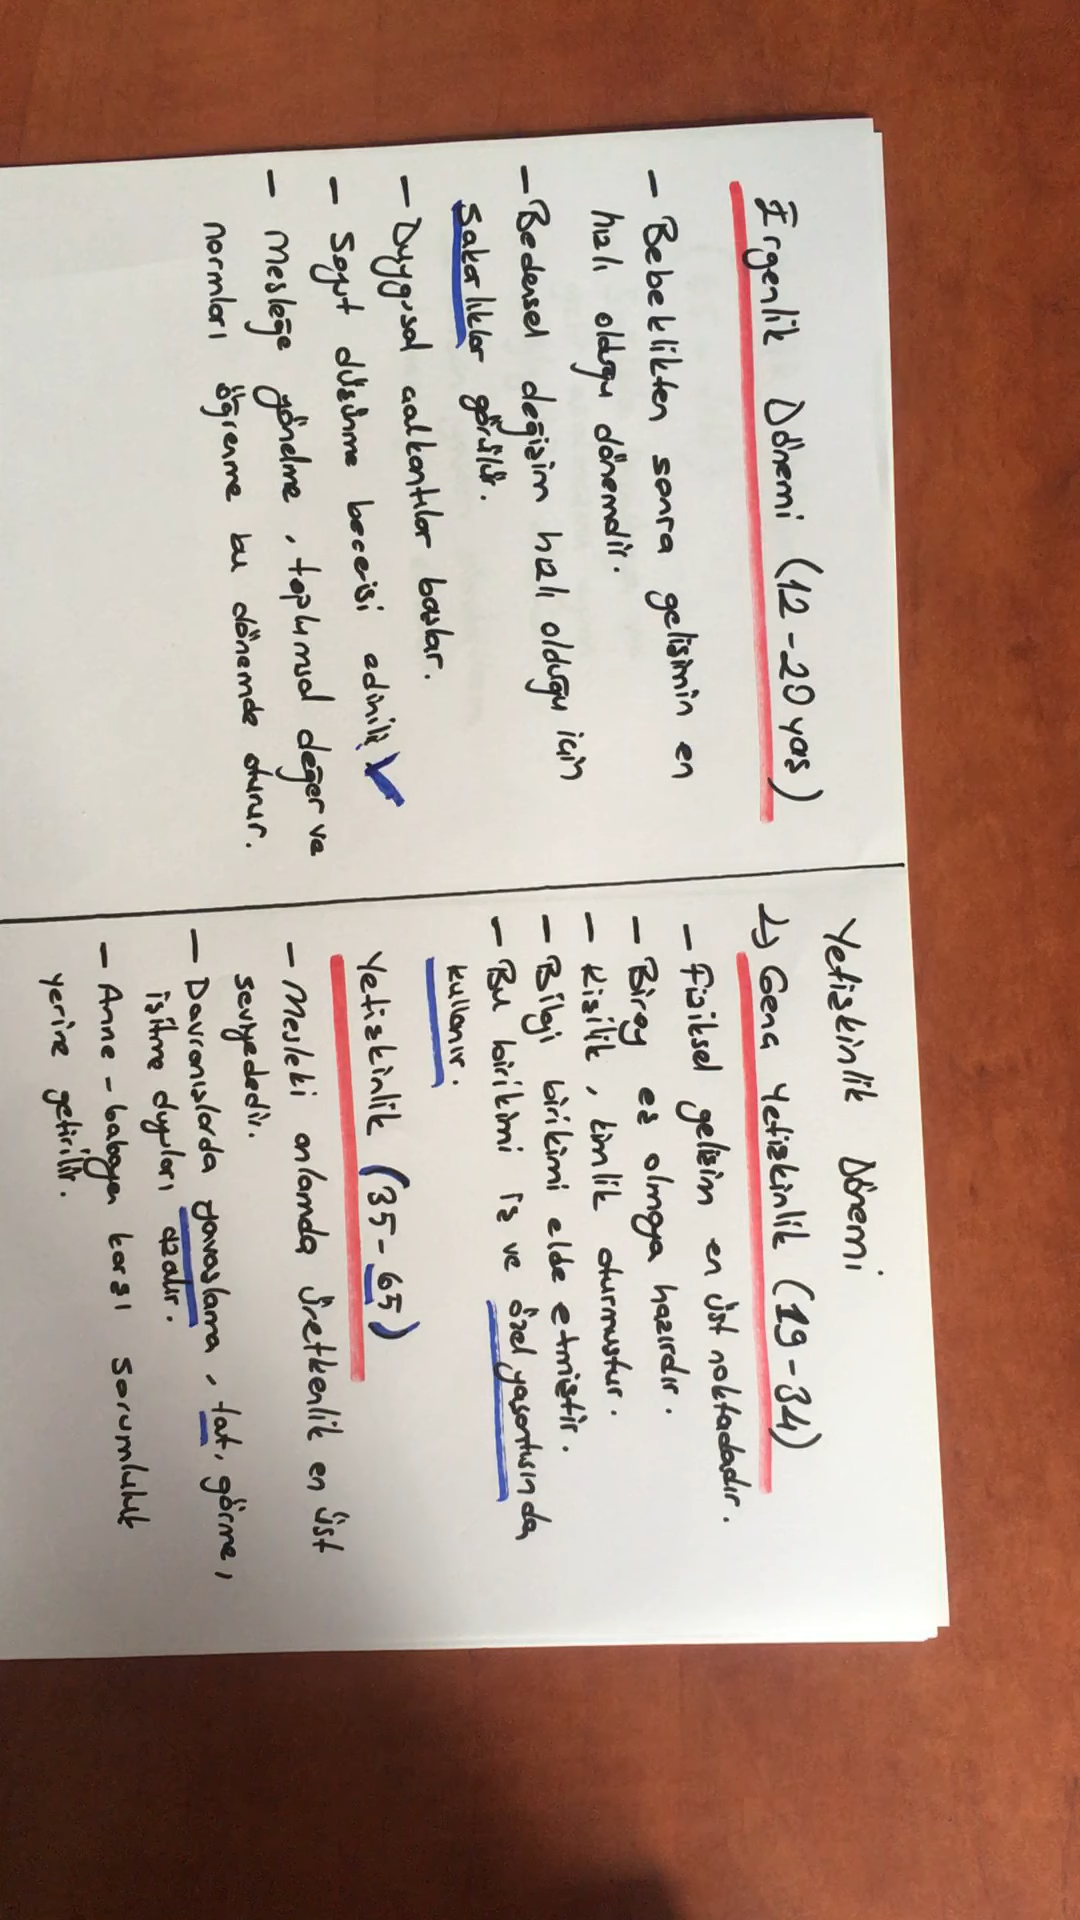 Ergenlik Dönemi (12-20 yaş)
- Bebeklikten sonra gelişimin en
hızlı olduğu dönemdir.
- Bedensel değişim hızlı olduğu için
sakarlıklar görülür.
- Duygusal çalkantılar başlar.
- Soyut düşünme becerisi edinilir ✓
- Mesleğe yönelme, toplumsal değer ve
normları öğrenme bu dönemde oturur.
Yetişkinlik Dönemi
1) Genç Yetişkinlik (19-34)
- Fiziksel gelişim en üst noktadadır.
- Birey eş olmaya hazırdır.
- Kişilik, kimlik oturmuştur.
- Bilgi birikimi elde etmiştir.
- Bu birikimi iş ve özel yaşantısında
kullanır.
Yetişkinlik (35-65)
- Mesleki anlamda üretkenlik en üst
seviyededir.
- Davranışlarda yavaşlama, tat, görme,
işitme duyuları azalır.
- Anne-babaya karşı sorumluluk
yerine getirilir.